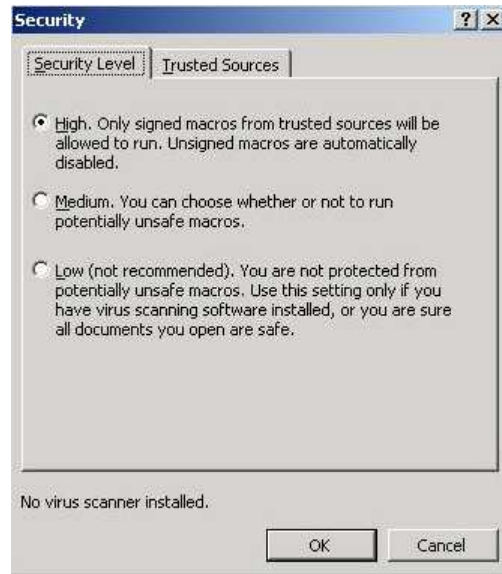 Security
Security Level
Trusted Sources
High. Only signed macros from trusted sources will be
allowed to run. Unsigned macros are automatically
disabled.
Medium. You can choose whether or not to run
potentially unsafe macros.
Low (not recommended). You are not protected from
potentially unsafe macros. Use this setting only if you
have virus scanning software installed, or you are sure
all documents you open are safe.
No virus scanner installed.
OK
Cancel